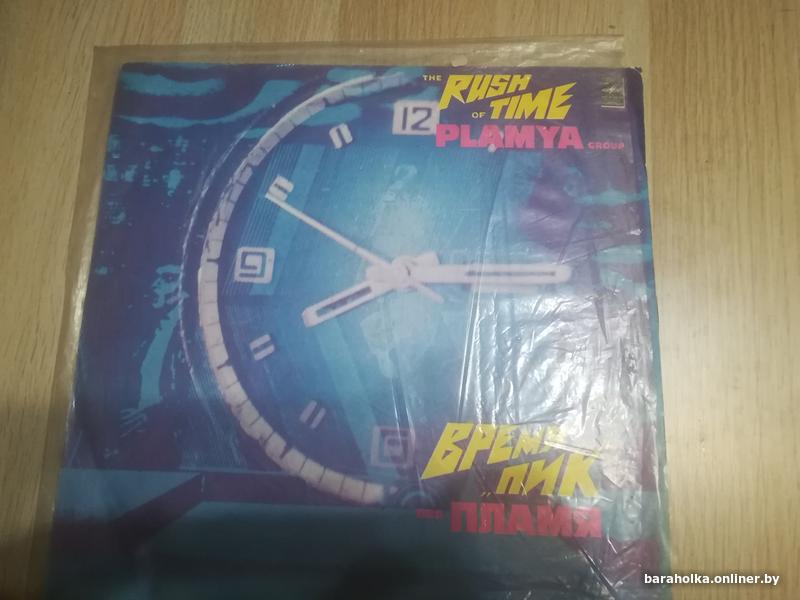 THE RUSH
OF TIME
PLAMYA GROUP
12
9
ВРЕМЯ
ПИК
ПЛАМЯ
baraholka.onliner.by